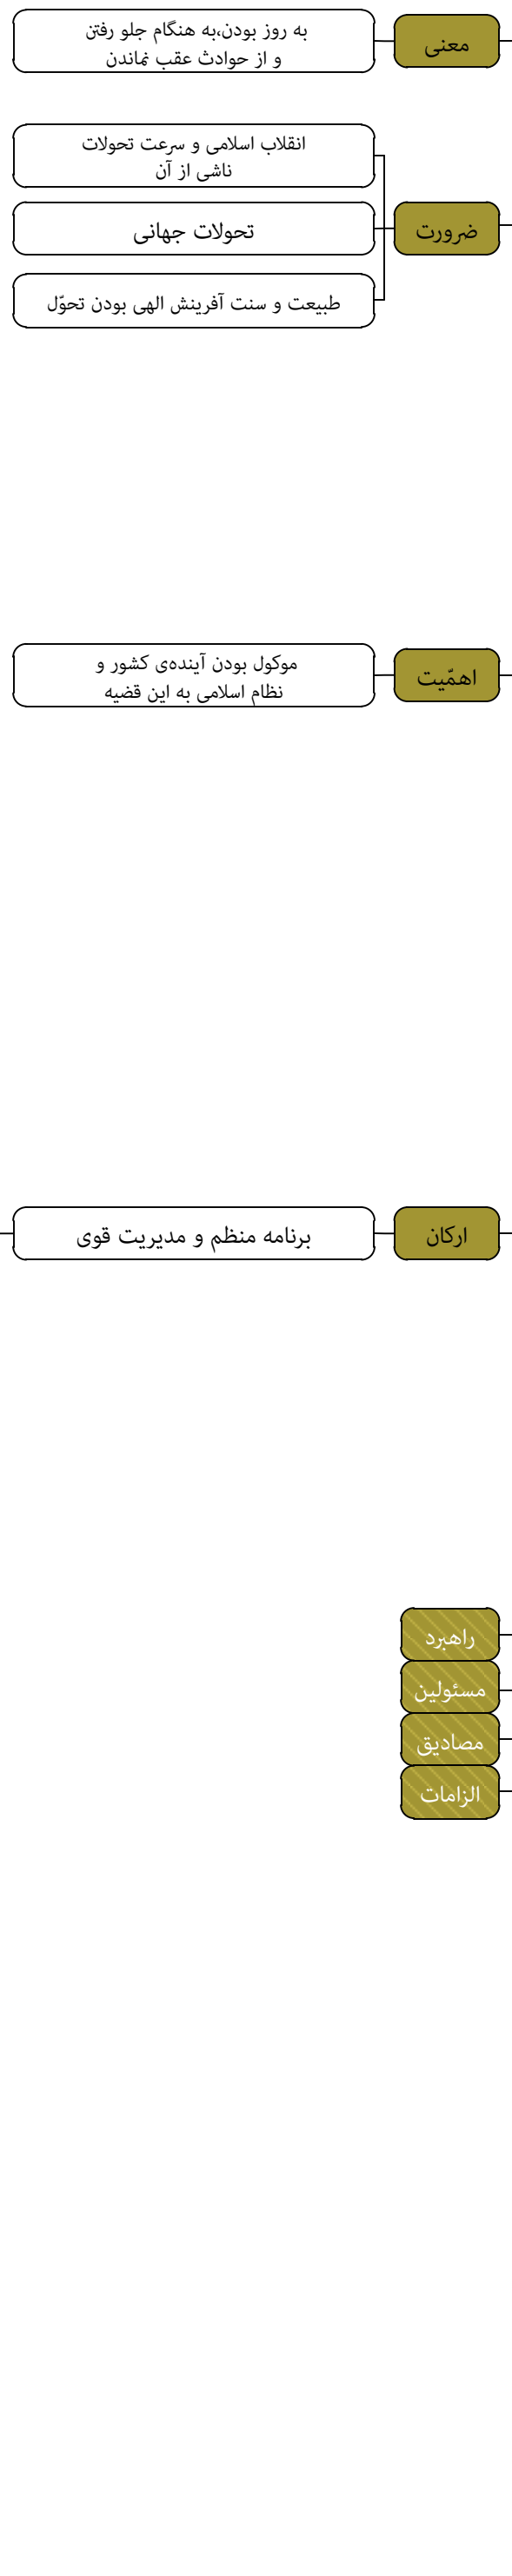 معنی
به روز بودن،به هنگام جلو رفتن
و از حوادث عقب نماندن
ضرورت
انقلاب اسلامی و سرعت تحولات
ناشی از آن
تحولات جهانی
طبیعت و سنت آفرینش الهی بودن تحوّل
اهمّیت
موکول بودن آینده‌ی کشور و
نظام اسلامی به این قضیه
ارکان
برنامه منظم و مدیریت قوی
راهبرد
مسئولین
مصادیق
الزامات